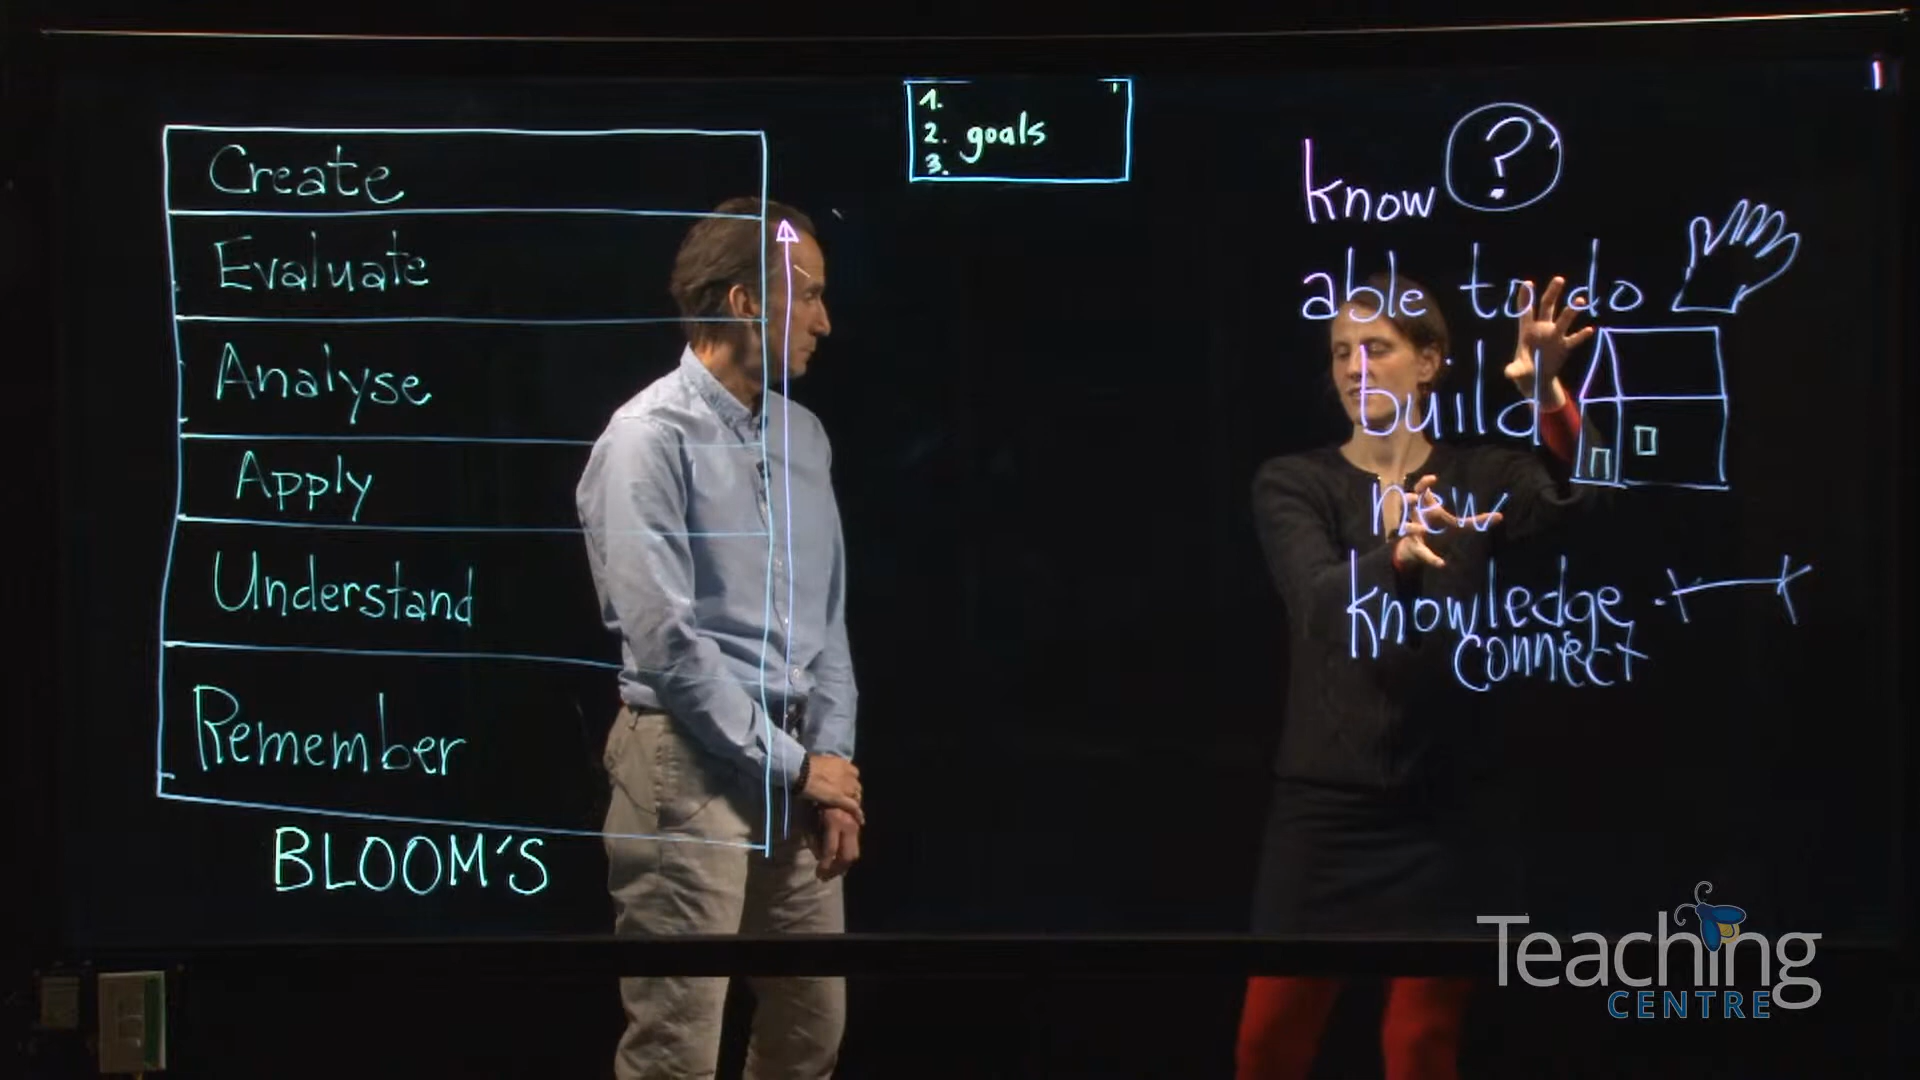 Create
Evaluate
Analyse
Apply
Understand
Remember
BLOOM'S
1.
2. goals
3.
know ?
able to do
build
new
knowledge
connect
Teaching
CENTRE